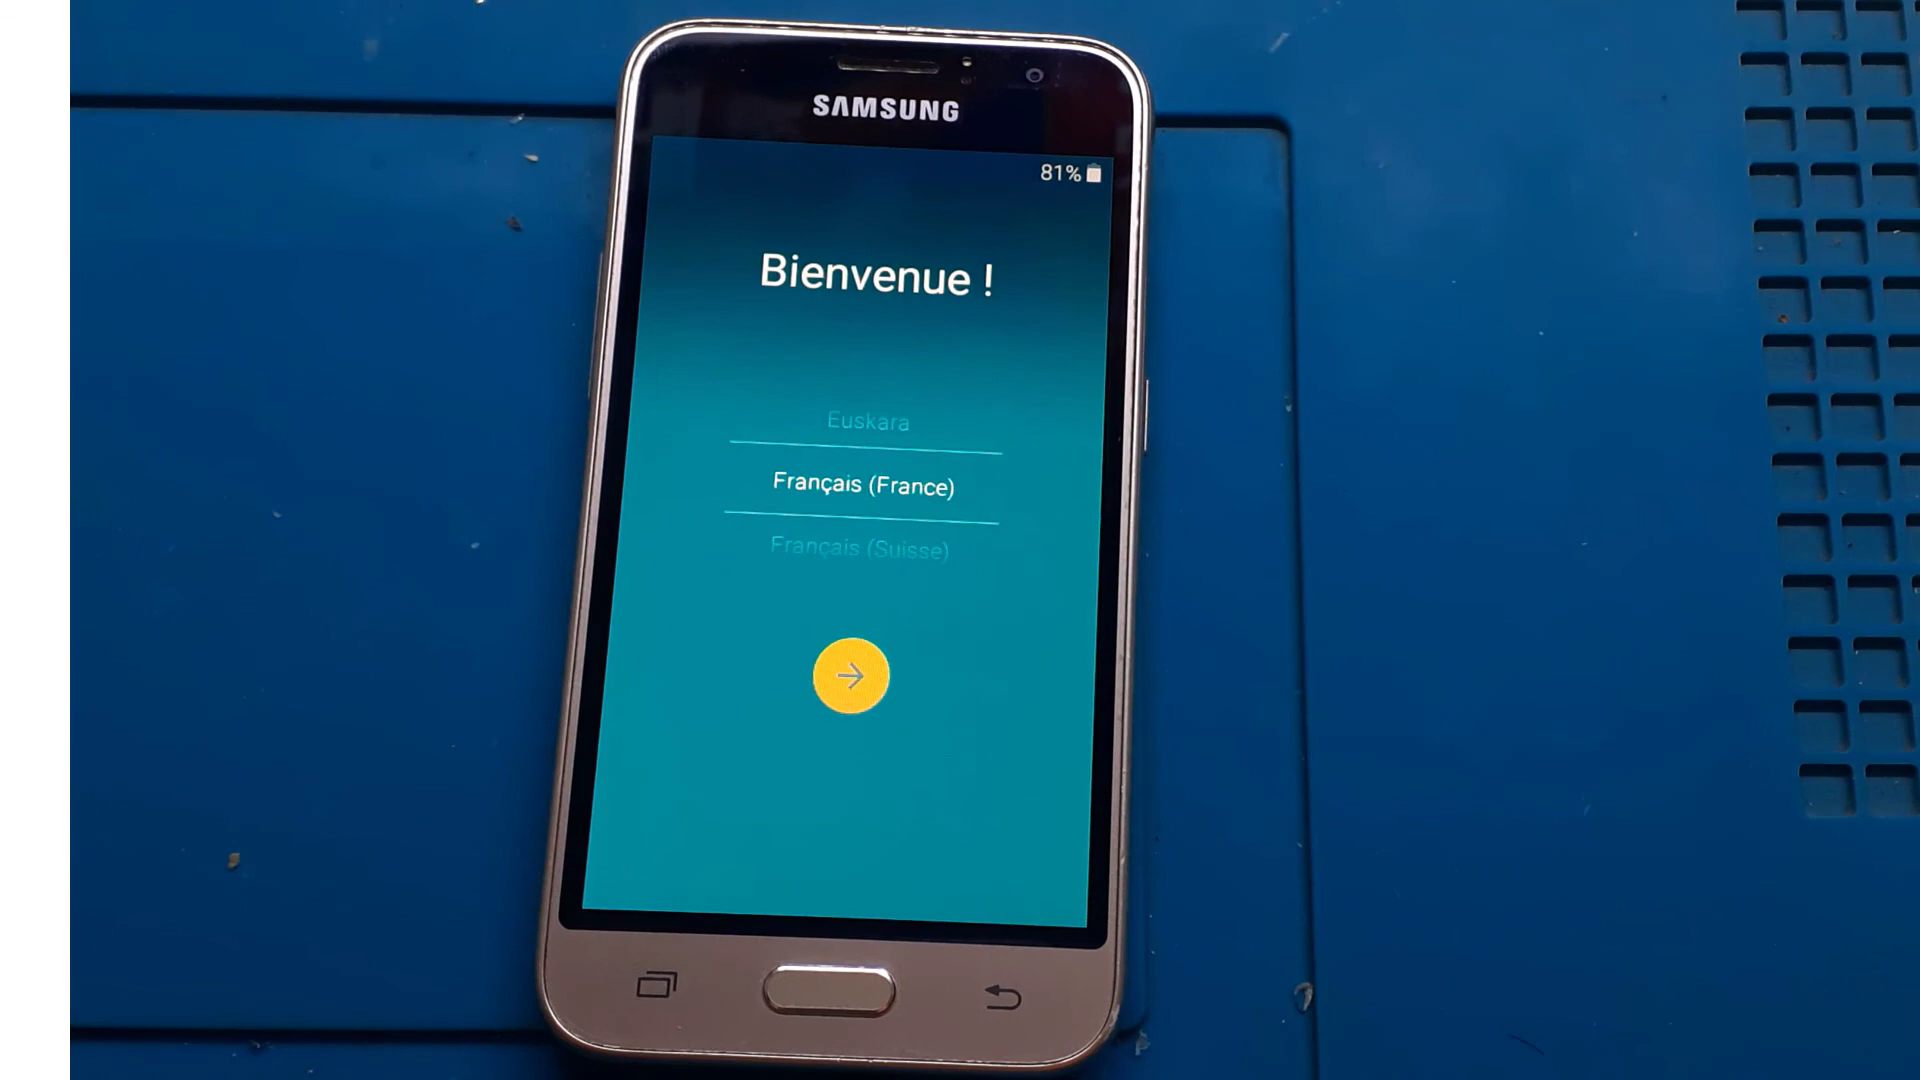 SAMSUNG
81%
Bienvenue !
Euskara
Français (France)
Français (Suisse)